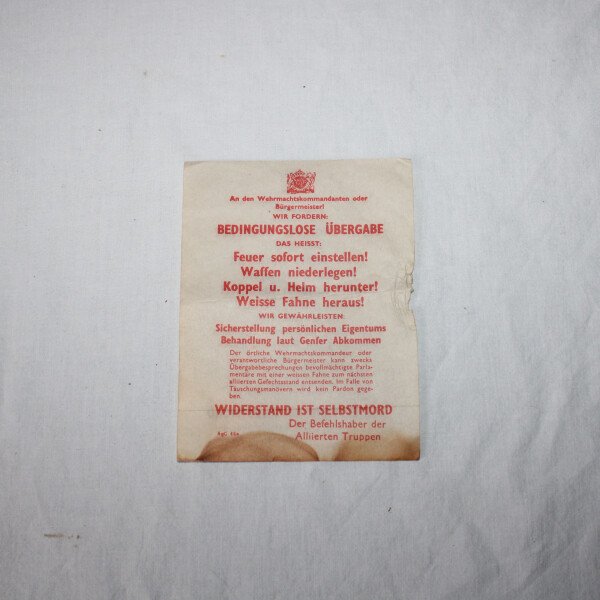 An den Wehrmachtskommandanten oder
Bürgermeister!
WIR FORDERN:
BEDINGUNGSLOSE ÜBERGABE
DAS HEISST:
Feuer sofort einstellen!
Waffen niederlegen!
Koppel u. Helm herunter!
Weisse Fahne heraus!
WIR GEWÄHRLEISTEN:
Sicherstellung persönlichen Eigentums
Behandlung laut Genfer Abkommen
Der örtliche Wehrmachtskommandeur oder
verantwortliche Bürgermeister kann zwecks
Übergabebesprechungen bevollmächtigte Parla-
mentäre mit einer weissen Fahne zum nächsten
alliierten Gefechtsstand entsenden. Im Falle von
Täuschungsmanövern wird kein Pardon gege-
ben.
WIDERSTAND IST SELBSTMORD
Der Befehlshaber der
Alliierten Truppen